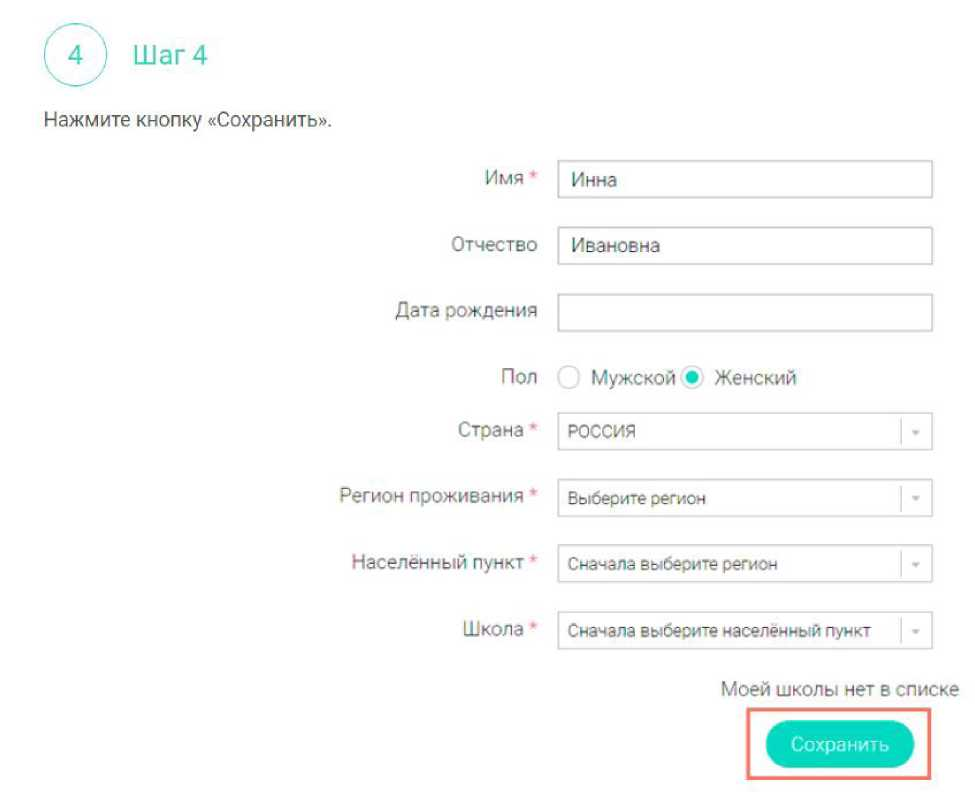 4 Шаг 4
Нажмите кнопку «Сохранить».
Имя * Инна
Отчество Ивановна
Дата рождения
Пол Мужской Женский
Страна * РОССИЯ
Регион проживания * Выберите регион
Населённый пункт * Сначала выберите регион
Школа * Сначала выберите населённый пункт
Моей школы нет в списке
Сохранить